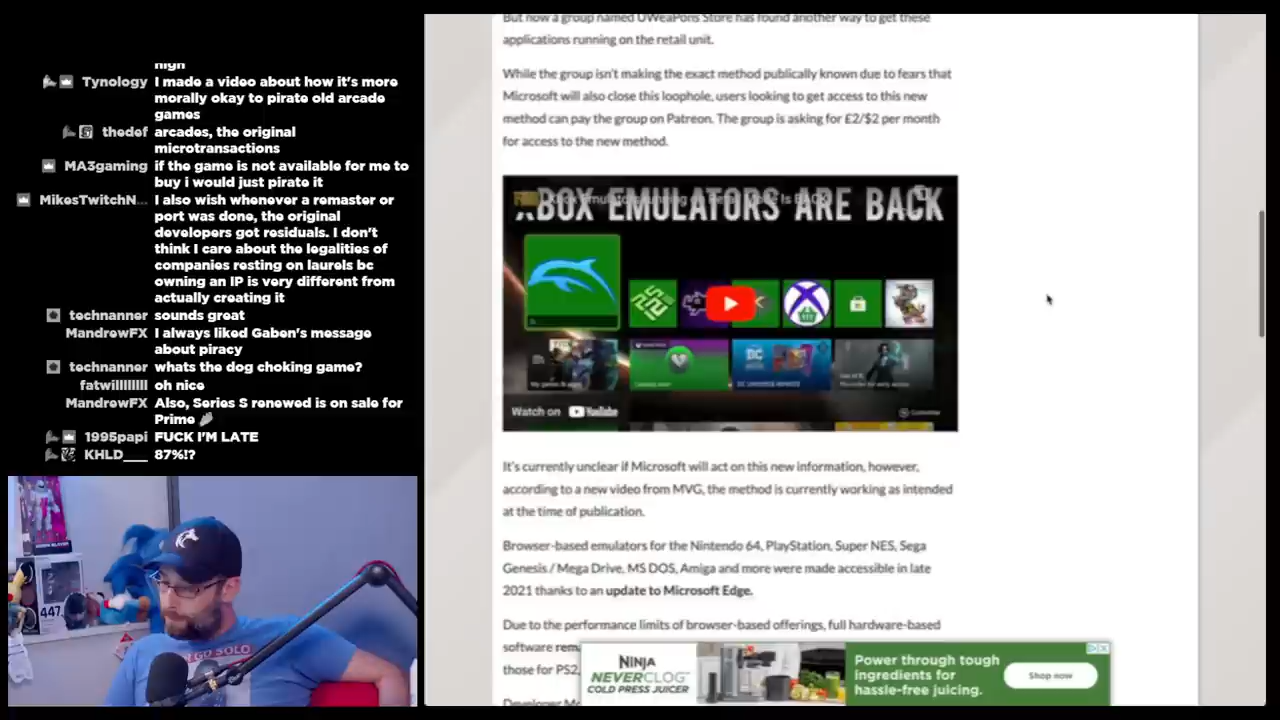 high
Tynology I made a video about how it's more
morally okay to pirate old arcade
games
thedef arcades, the original
microtransactions
MA3gaming if the game is not available for me to
buy i would just pirate it
MikesTwitchN... I also wish whenever a remaster or
port was done, the original
developers got residuals. I don't
think I care about the legalities of
companies resting on laurels bc
owning an IP is very different from
actually creating it
technanner sounds great
MandrewFX I always liked Gaben's message
about piracy
technanner whats the dog choking game?
fatwillllllllll oh nice
MandrewFX Also, Series S renewed is on sale for
Prime
1995papi FUCK I'M LATE
KHLD___ 87%!?
447
GO SOLO
But now a group named UWeaPons Store has found another way to get these
applications running on the retail unit.
While the group isn't making the exact method publically known due to fears that
Microsoft will also close this loophole, users looking to get access to this new
method can pay the group on Patreon. The group is asking for £2/$2 per month
for access to the new method.
XBOX EMULATORS ARE BACK
Watch on YouTube
It's currently unclear if Microsoft will act on this new information, however,
according to a new video from MVG, the method is currently working as intended
at the time of publication.
Browser-based emulators for the Nintendo 64, PlayStation, Super NES, Sega
Genesis / Mega Drive, MS DOS, Amiga and more were made accessible in late
2021 thanks to an update to Microsoft Edge.
Due to the performance limits of browser-based offerings, full hardware-based
software
those for PS2,
Developer
NINJA
NEVERCLOG
COLD PRESS JUICER
Power through tough
ingredients for
hassle-free juicing.
Shop now